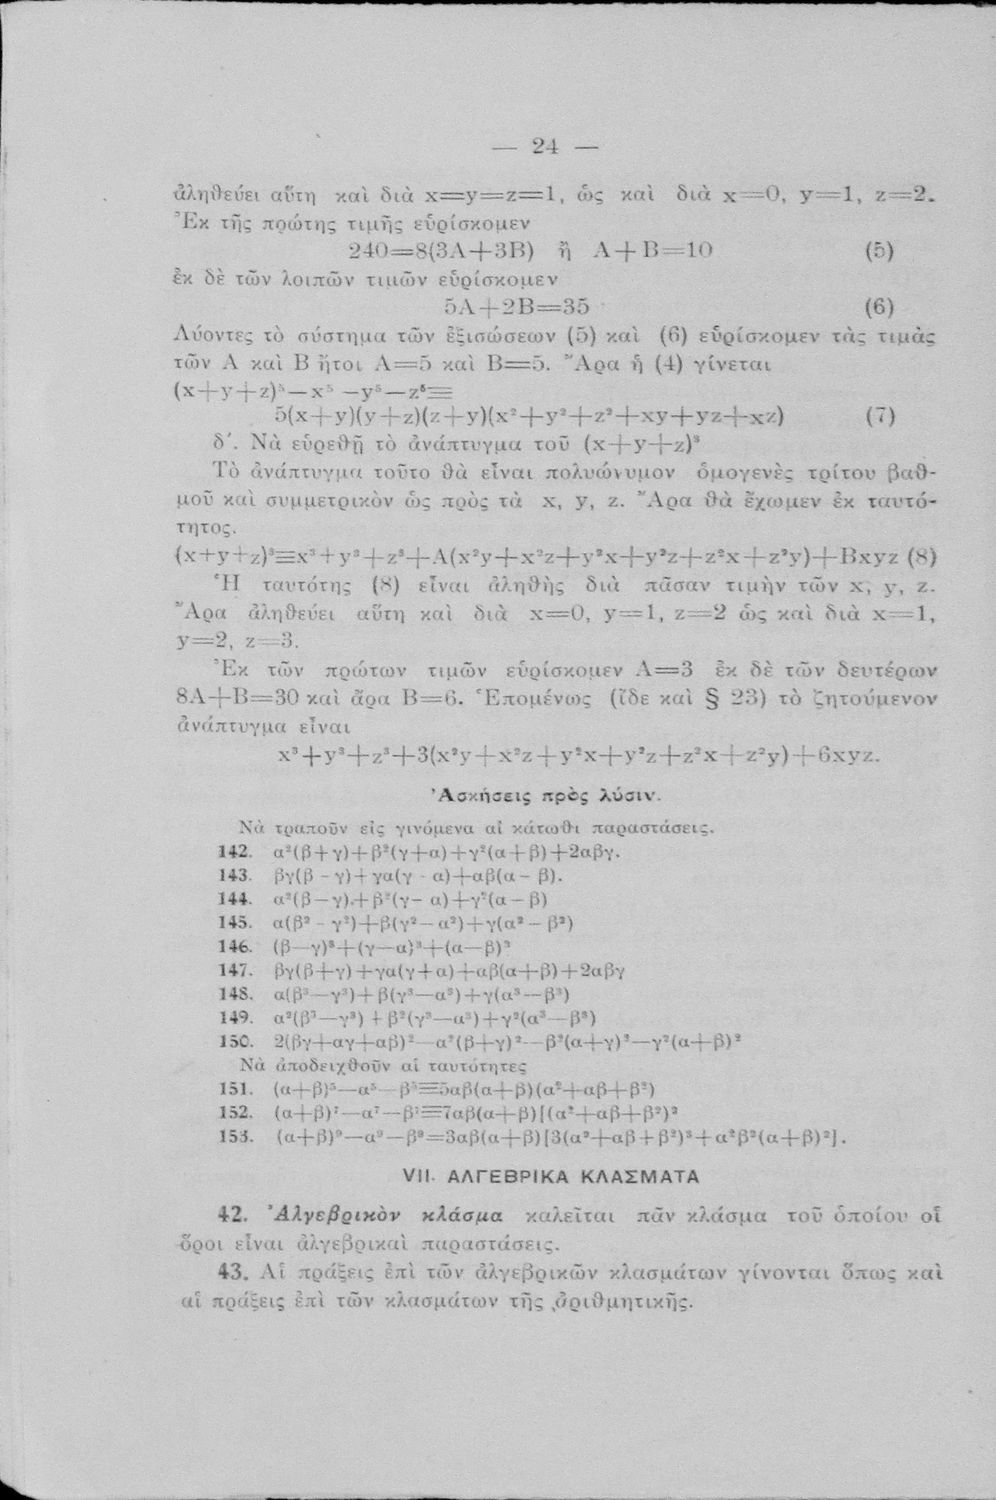 — 24 —
ἀληθεύει αὕτη καὶ διὰ x=y=z=1, ὡς καὶ διὰ x=0, y=1, z=2.
Ἐκ τῆς πρώτης τιμῆς εὑρίσκομεν
240=8(3A+3B) ἢ A+B=10 (5)
ἐκ δὲ τῶν λοιπῶν τιμῶν εὑρίσκομεν
5A+2B=35 (6)
Λύοντες τὸ σύστημα τῶν ἐξισώσεων (5) καὶ (6) εὑρίσκομεν τὰς τιμὰς
τῶν A καὶ B ἤτοι A=5 καὶ B=5. Ἄρα ἡ (4) γίνεται
(x+y+z)⁵—x⁵—y⁵—z⁵≡
5(x+y)(y+z)(z+y)(x²+y²+z²+xy+yz+xz) (7)
δ΄. Νὰ εὑρεθῇ τὸ ἀνάπτυγμα τοῦ (x+y+z)³
Τὸ ἀνάπτυγμα τοῦτο θὰ εἶναι πολυώνυμον ὁμογενὲς τρίτου βαθ-
μοῦ καὶ συμμετρικὸν ὡς πρὸς τὰ x, y, z. Ἄρα θὰ ἔχωμεν ἐκ ταυτό-
τητος.
(x+y+z)³≡x³+y³+z³+A(x²y+x²z+y²x+y²z+z²x+z²y)+Bxyz (8)
Ἡ ταυτότης (8) εἶναι ἀληθὴς διὰ πᾶσαν τιμὴν τῶν x, y, z.
Ἄρα ἀληθεύει αὕτη καὶ διὰ x=0, y=1, z=2 ὡς καὶ διὰ x=1,
y=2, z=3.
Ἐκ τῶν πρώτων τιμῶν εὑρίσκομεν A=3 ἐκ δὲ τῶν δευτέρων
8A+B=30 καὶ ἄρα B=6. Ἑπομένως (ἴδε καὶ § 23) τὸ ζητούμενον
ἀνάπτυγμα εἶναι
x³+y³+z³+3(x²y+x²z+y²x+y²z+z²x+z²y)+6xyz.
Ἀσκήσεις πρὸς λύσιν.
Νὰ τραποῦν εἰς γινόμενα αἱ κάτωθι παραστάσεις.
142. α²(β+γ)+β²(γ+α)+γ²(α+β)+2αβγ.
143. βγ(β-γ)+γα(γ-α)+αβ(α-β).
144. α²(β—γ).+β²(γ-α)+γ²(α-β)
145. α(β²-γ²)+β(γ²—α²)+γ(α²-β²)
146. (β—γ)³+(γ—α)³+(α—β)³
147. βγ(β+γ)+γα(γ+α)+αβ(α+β)+2αβγ
148. α(β³—γ³)+β(γ³—α³)+γ(α³—β³)
149. α²(β³—γ³)+β²(γ³—α³)+γ²(α³-β³)
150. 2(βγ+αγ+αβ)²—α²(β+γ)²—β²(α+γ)²—γ²(α+β)²
Νὰ ἀποδειχθοῦν αἱ ταυτότητες
151. (α+β)⁵—α⁵—β⁵≡5αβ(α+β)(α²+αβ+β²)
152. (α+β)⁷—α⁷—β⁷≡7αβ(α+β)[(α²+αβ+β²)²
153. (α+β)⁹—α⁹—β⁹=3αβ(α+β)[3(α²+αβ+β²)³+α²β²(α+β)²].
VII. ΑΛΓΕΒΡΙΚΑ ΚΛΑΣΜΑΤΑ
42. Ἀλγεβρικὸν κλάσμα καλεῖται πᾶν κλάσμα τοῦ ὁποίου οἱ
ὅροι εἶναι ἀλγεβρικαὶ παραστάσεις.
43. Αἱ πράξεις ἐπὶ τῶν ἀλγεβρικῶν κλασμάτων γίνονται ὅπως καὶ
αἱ πράξεις ἐπὶ τῶν κλασμάτων τῆς ἀριθμητικῆς.